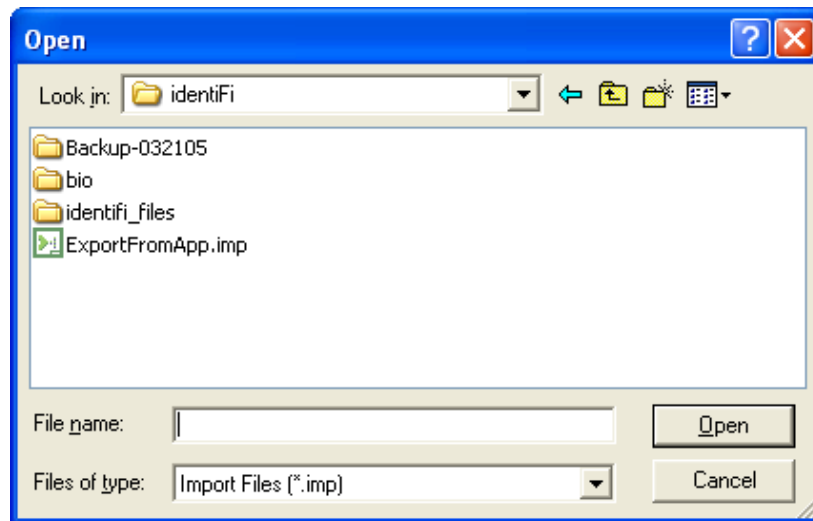 Open
Look in: identiFi
Backup-032105
bio
identifi_files
ExportFromApp.imp
File name:
Open
Files of type: Import Files (*.imp)
Cancel